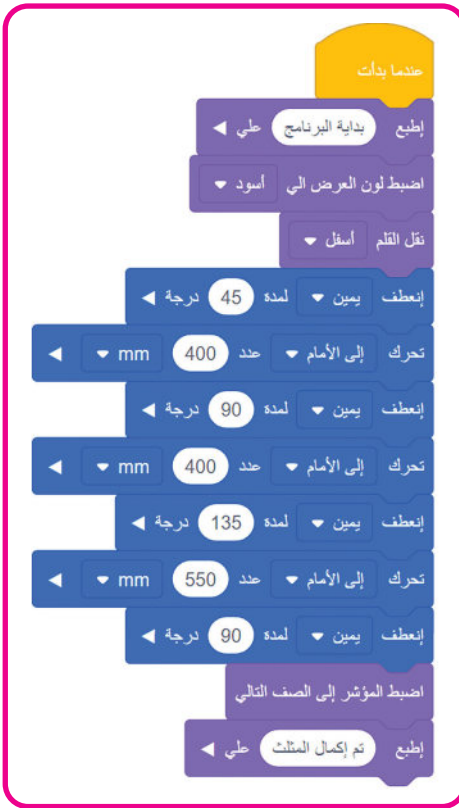 عندما بدأت
إطبع بداية البرنامج علي
اضبط لون العرض الي أسود
نقل القلم أسفل
إنعطف يمين لمدة 45 درجة
تحرك إلى الأمام عدد 400 mm
إنعطف يمين لمدة 90 درجة
تحرك إلى الأمام عدد 400 mm
إنعطف يمين لمدة 135 درجة
تحرك إلى الأمام عدد 550 mm
إنعطف يمين لمدة 90 درجة
اضبط المؤشر إلى الصف التالي
إطبع تم إكمال المثلث علي